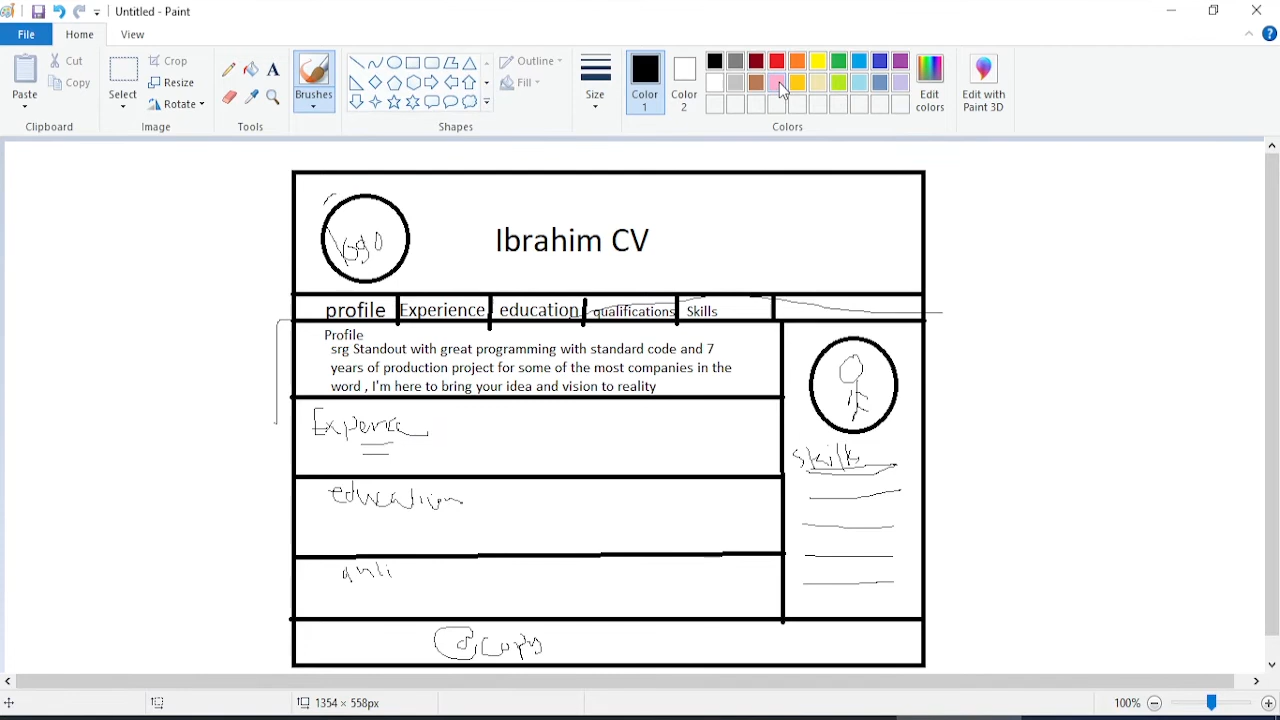 Untitled - Paint
File
Home
View
Paste
Cut
Copy
Clipboard
Select
Crop
Resize
Rotate
Image
Tools
Brushes
Shapes
Outline
Fill
Size
Color 1
Color 2
Edit colors
Colors
Edit with Paint 3D
logo
Ibrahim CV
profile
Experience
education
qualifications
Skills
Profile
srg Standout with great programming with standard code and 7
years of production project for some of the most companies in the
word , I'm here to bring your idea and vision to reality
skills
education
1354 × 558px
100%